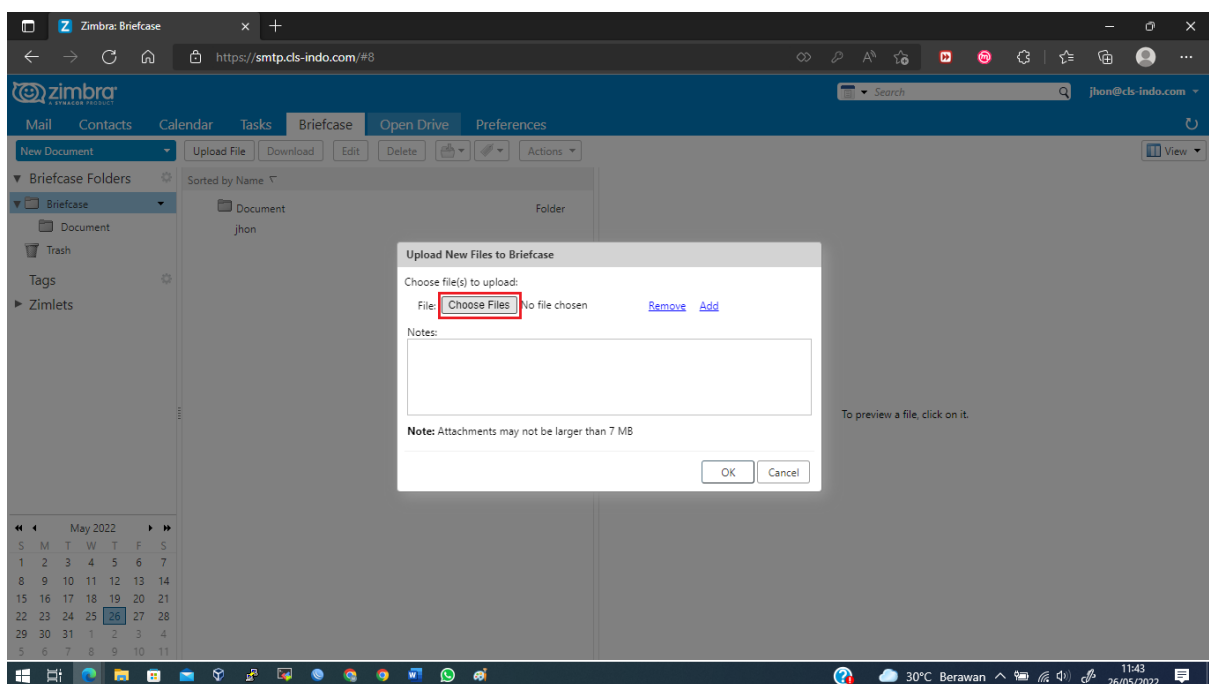 Zimbra: Briefcase
https://smtp.cls-indo.com/#8
zimbra
A SYNACOR PRODUCT
Search
jhon@cls-indo.com
Mail Contacts Calendar Tasks Briefcase Open Drive Preferences
New Document Upload File Download Edit Delete Actions View
Briefcase Folders
Sorted by Name
Briefcase
Document Folder
Document
jhon
Trash
Tags
Zimlets
Upload New Files to Briefcase
Choose file(s) to upload:
File: Choose Files No file chosen Remove Add
Notes:
Note: Attachments may not be larger than 7 MB
OK Cancel
To preview a file, click on it.
May 2022
S M T W T F S
1 2 3 4 5 6 7
8 9 10 11 12 13 14
15 16 17 18 19 20 21
22 23 24 25 26 27 28
29 30 31 1 2 3 4
5 6 7 8 9 10 11
30°C Berawan
11:43
26/05/2022